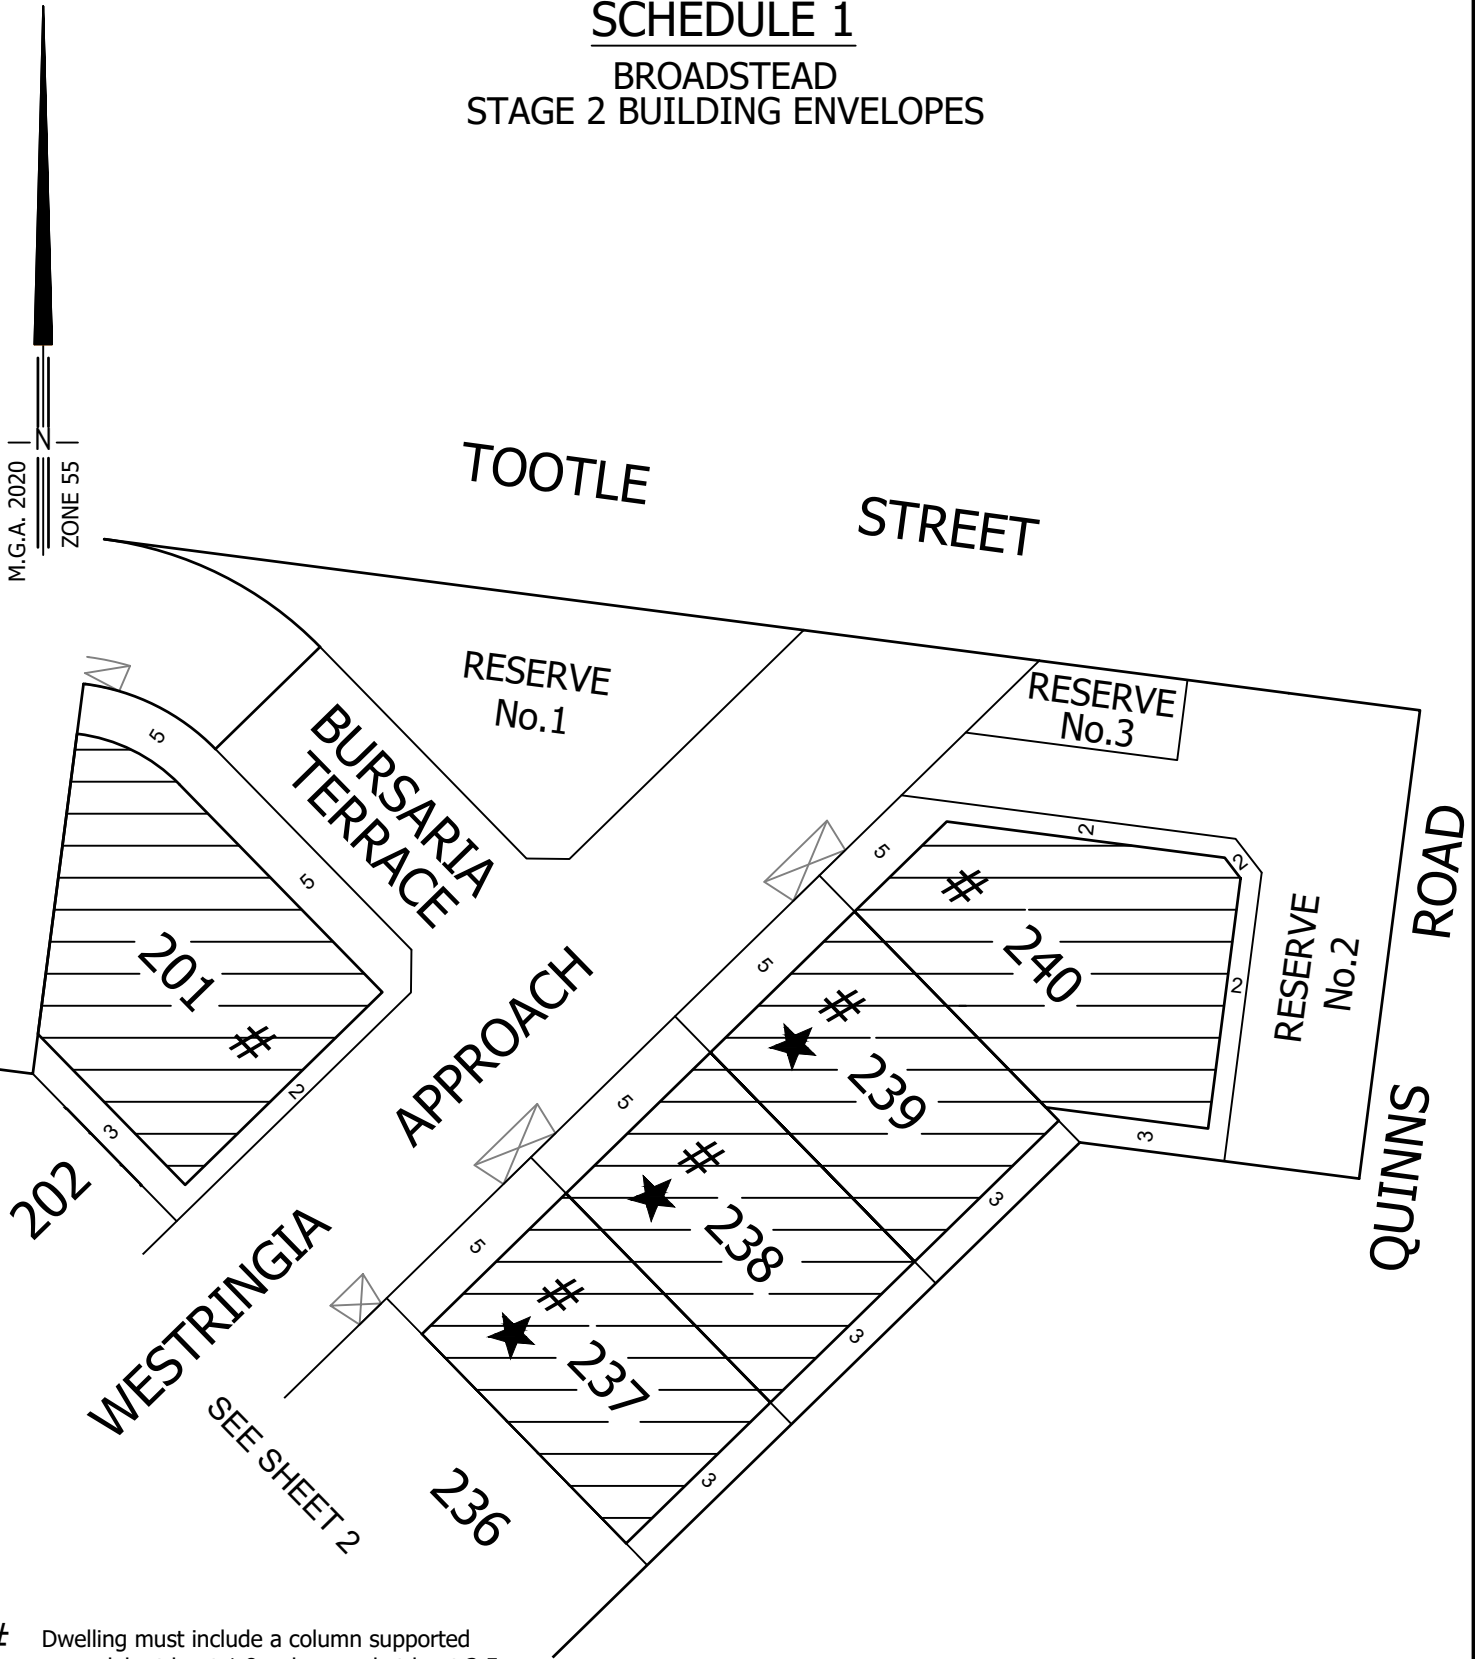 SCHEDULE 1
BROADSTEAD
STAGE 2 BUILDING ENVELOPES
N
M.G.A. 2020
ZONE 55
TOOTLE STREET
RESERVE
No.1
RESERVE
No.3
BURSARIA
TERRACE
5
5
201
#
2
3
202
WESTRINGIA APPROACH
5
2
2
#
240
2
3
RESERVE
No.2
QUINNS ROAD
5
#
239
3
5
#
238
3
5
#
237
3
236
SEE SHEET 2
# Dwelling must include a column supported